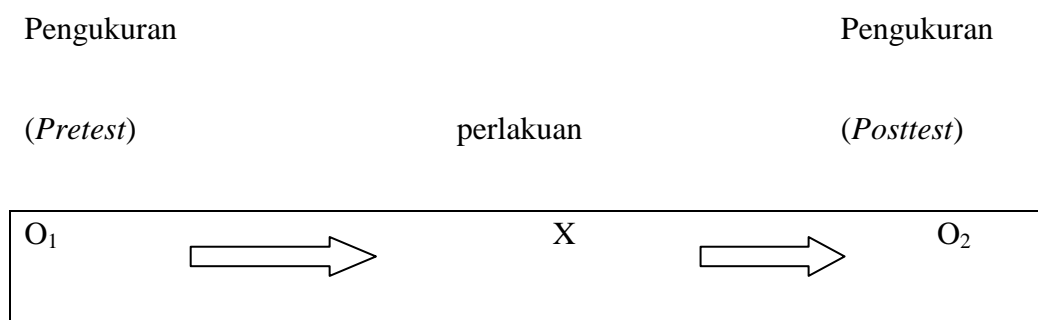 Pengukuran Pengukuran
(Pretest) perlakuan (Posttest)
O₁ X O₂